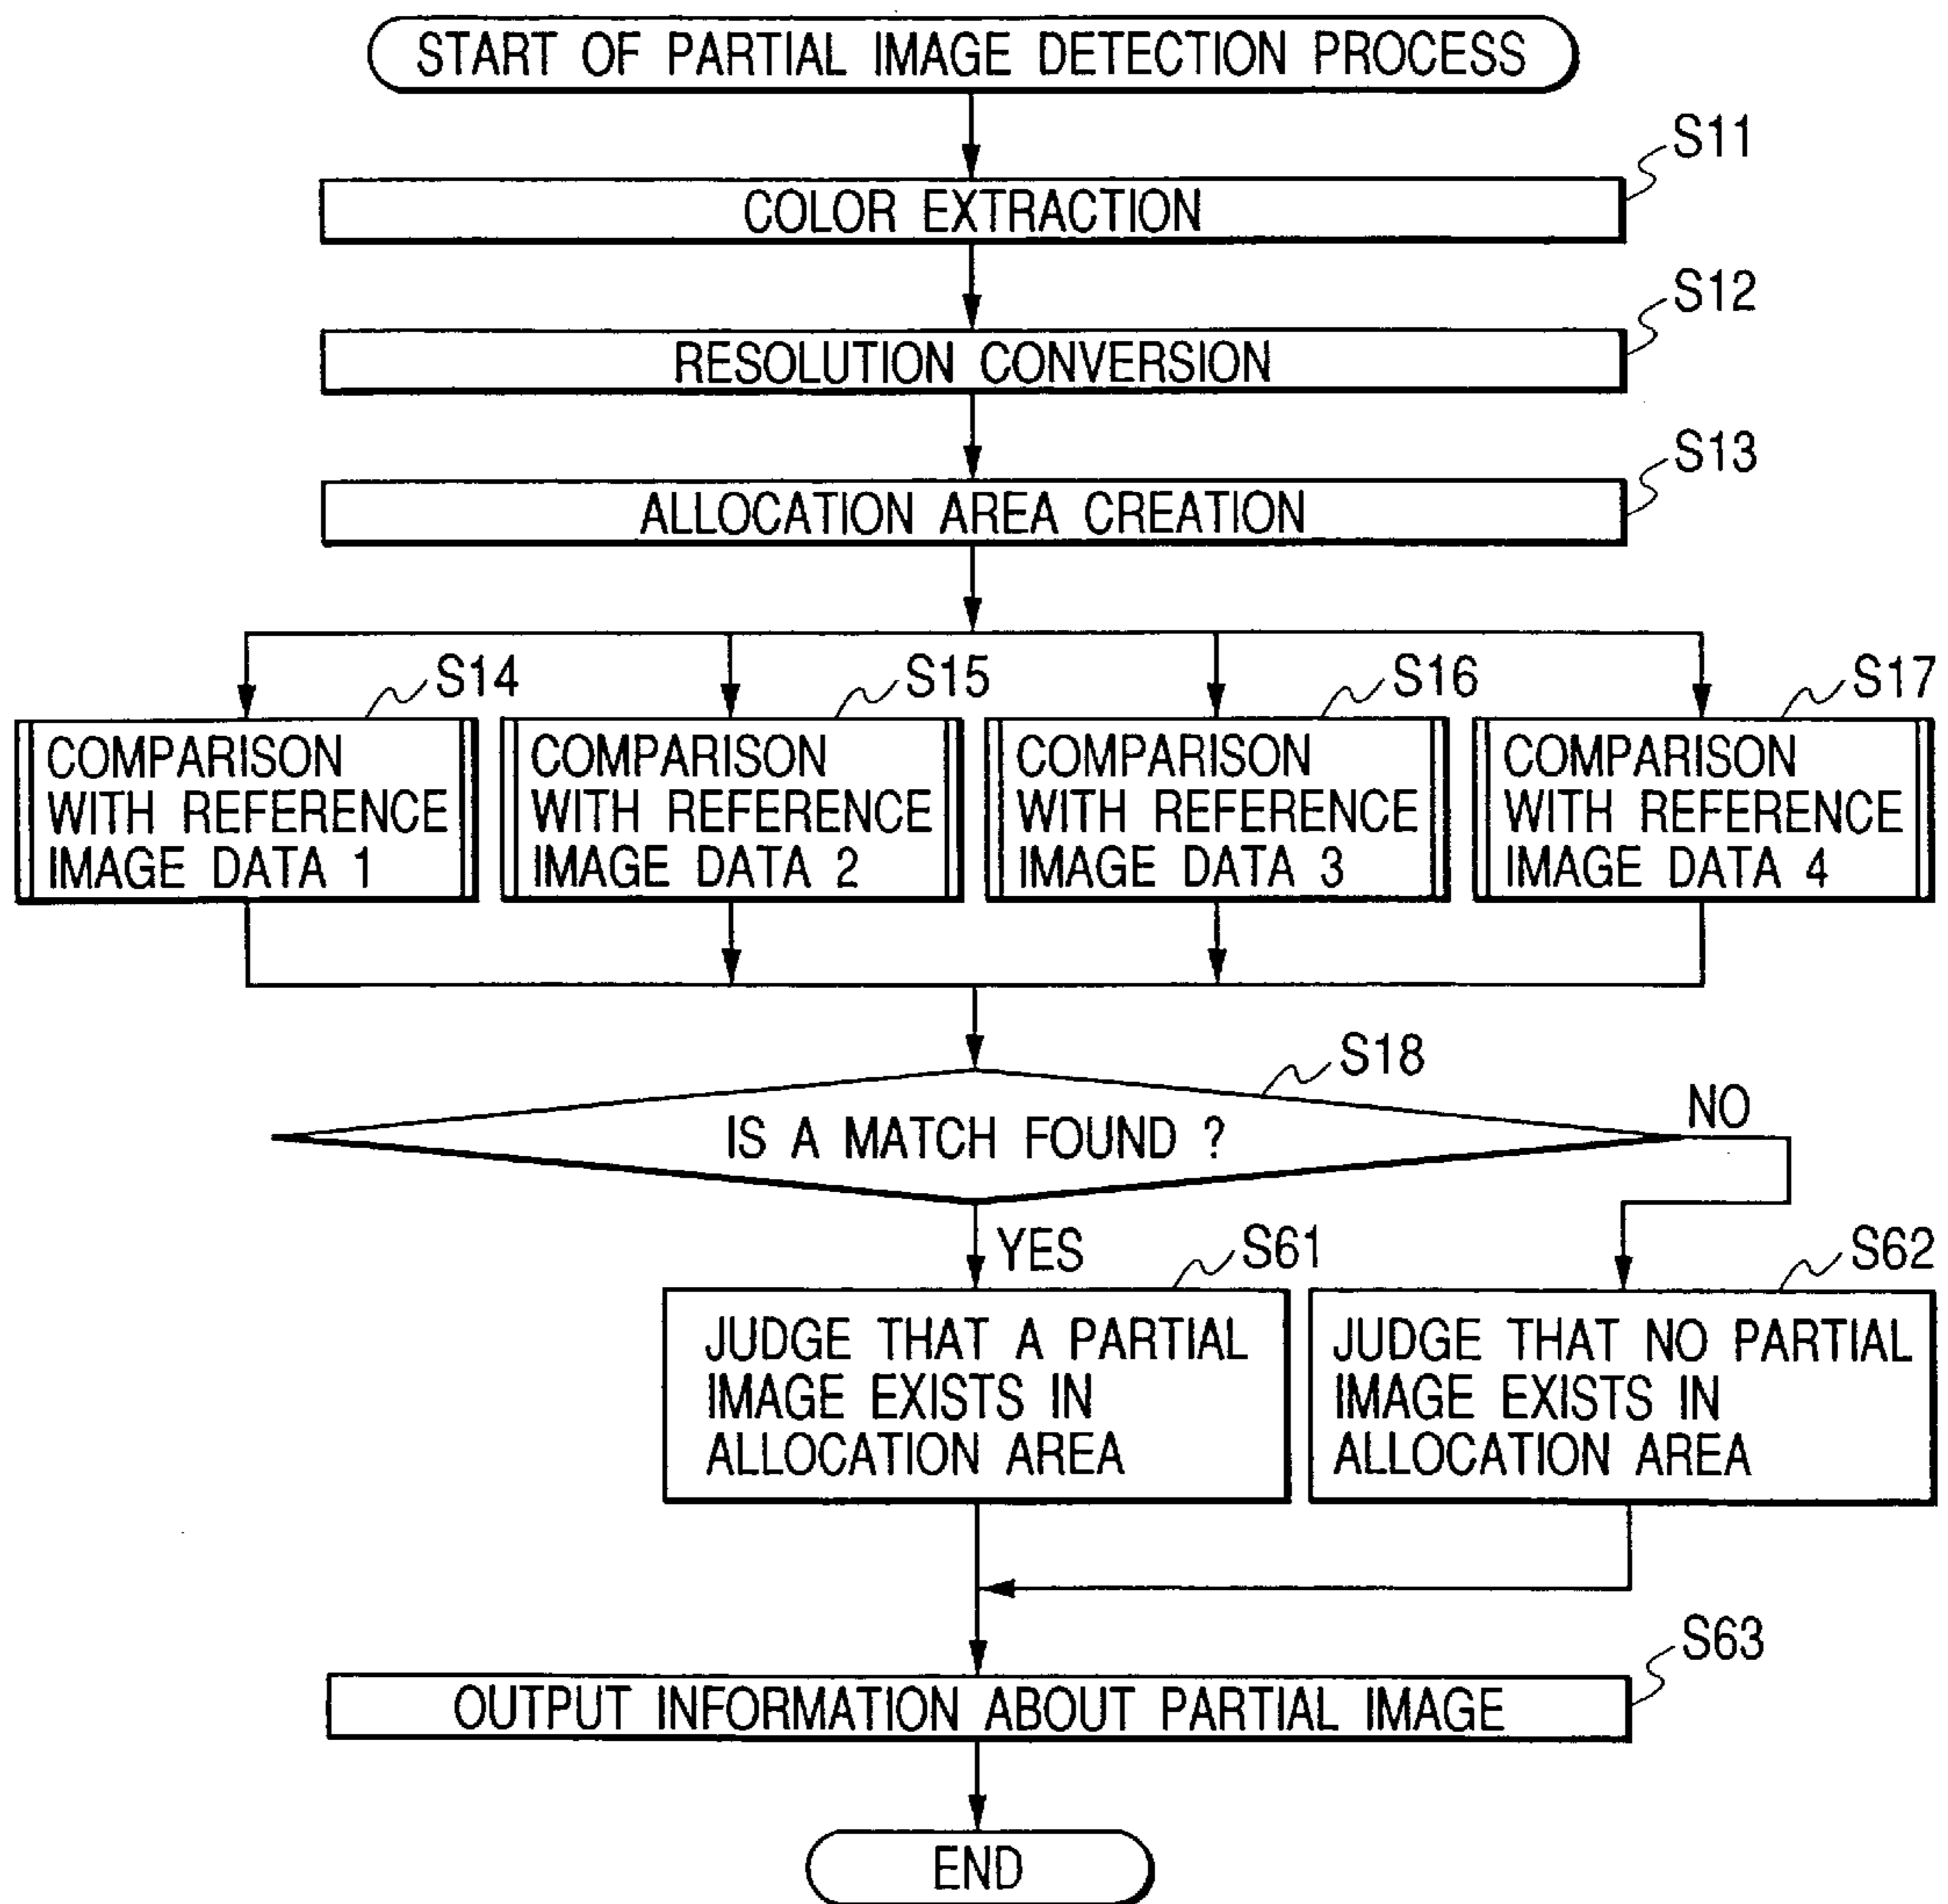 START OF PARTIAL IMAGE DETECTION PROCESS
S11
COLOR EXTRACTION
S12
RESOLUTION CONVERSION
S13
ALLOCATION AREA CREATION
S14
COMPARISON
WITH REFERENCE
IMAGE DATA 1
S15
COMPARISON
WITH REFERENCE
IMAGE DATA 2
S16
COMPARISON
WITH REFERENCE
IMAGE DATA 3
S17
COMPARISON
WITH REFERENCE
IMAGE DATA 4
S18
IS A MATCH FOUND ?
NO
YES
S61
JUDGE THAT A PARTIAL
IMAGE EXISTS IN
ALLOCATION AREA
S62
JUDGE THAT NO PARTIAL
IMAGE EXISTS IN
ALLOCATION AREA
S63
OUTPUT INFORMATION ABOUT PARTIAL IMAGE
END